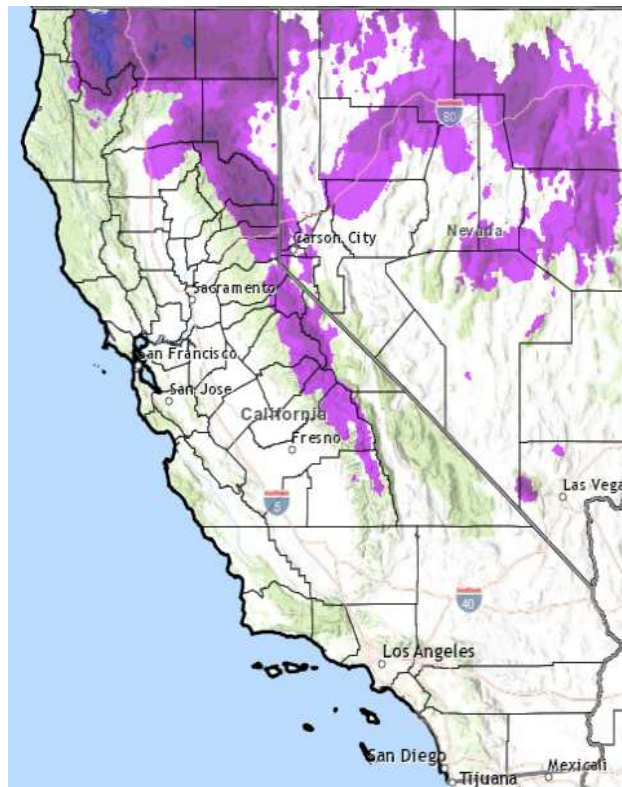 80
Nevada
Carson City
Sacramento
San Francisco
San Jose
California
Fresno
5
Las Vega
40
Los Angeles
San Diego
Mexicali
Tijuana